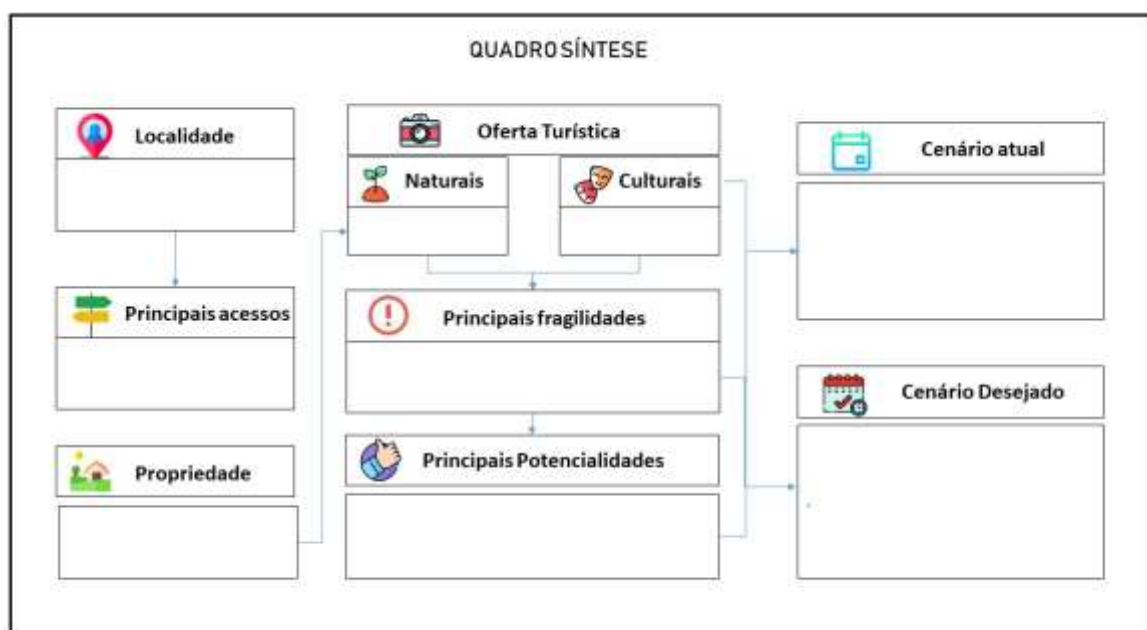 QUADRO SÍNTESE
Localidade
Principais acessos
Propriedade
Oferta Turística
Naturais
Culturais
Principais fragilidades
Principais Potencialidades
Cenário atual
Cenário Desejado